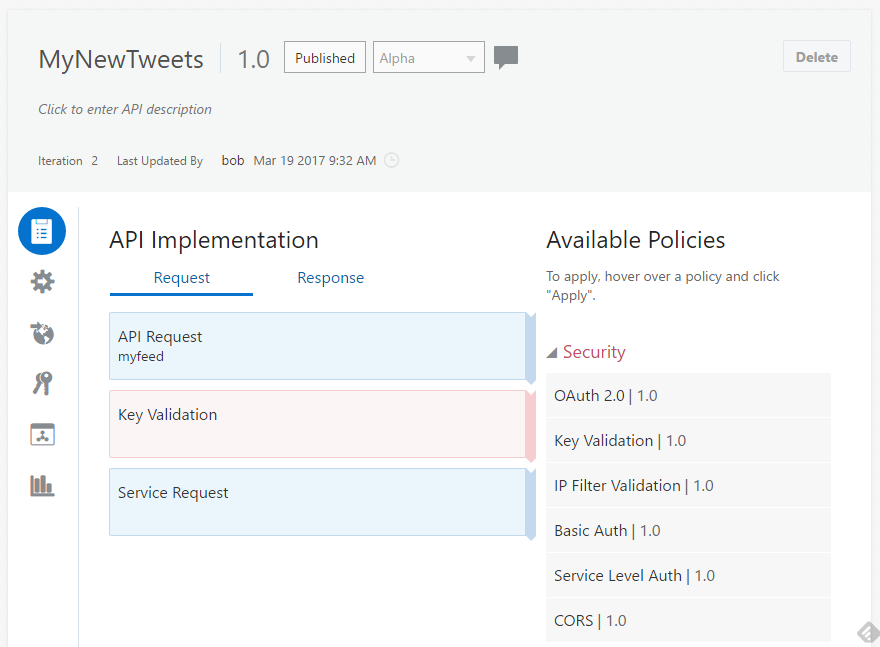 MyNewTweets 1.0 Published Alpha Delete
Click to enter API description
Iteration 2 Last Updated By bob Mar 19 2017 9:32 AM
API Implementation
Request Response
API Request
myfeed
Key Validation
Service Request
Available Policies
To apply, hover over a policy and click
"Apply".
Security
OAuth 2.0 | 1.0
Key Validation | 1.0
IP Filter Validation | 1.0
Basic Auth | 1.0
Service Level Auth | 1.0
CORS | 1.0